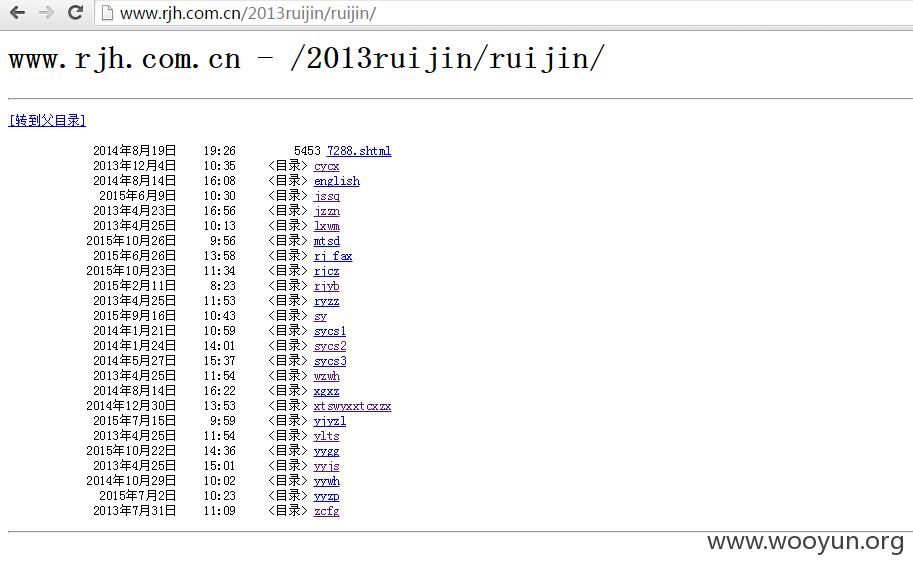 www.rjh.com.cn/2013ruijin/ruijin/
www.rjh.com.cn - /2013ruijin/ruijin/
[转到父目录]
2014年8月19日 19:26 5453 7288.shtml
2013年12月4日 10:35 <目录> cycx
2014年8月14日 16:08 <目录> english
2015年6月9日 10:30 <目录> jssq
2013年4月23日 16:56 <目录> jzzn
2013年4月25日 10:13 <目录> lxwm
2015年10月26日 9:56 <目录> mtsd
2015年6月26日 13:58 <目录> rj_fax
2015年10月23日 11:34 <目录> rjcz
2015年2月11日 8:23 <目录> rjyb
2013年4月25日 11:53 <目录> ryzz
2015年9月16日 10:43 <目录> sy
2014年1月21日 10:59 <目录> sycs1
2014年1月24日 14:01 <目录> sycs2
2014年5月27日 15:37 <目录> sycs3
2013年4月25日 11:54 <目录> wzwh
2014年8月14日 16:22 <目录> xgxz
2014年12月30日 13:53 <目录> xtswyxxtcxzx
2015年7月15日 9:59 <目录> yjyzl
2013年4月25日 11:54 <目录> ylts
2015年10月22日 14:36 <目录> yygg
2013年4月25日 15:01 <目录> yyjs
2014年10月29日 10:02 <目录> yywh
2015年7月2日 10:23 <目录> yyzp
2013年7月31日 11:09 <目录> zcfg
www.wooyun.org